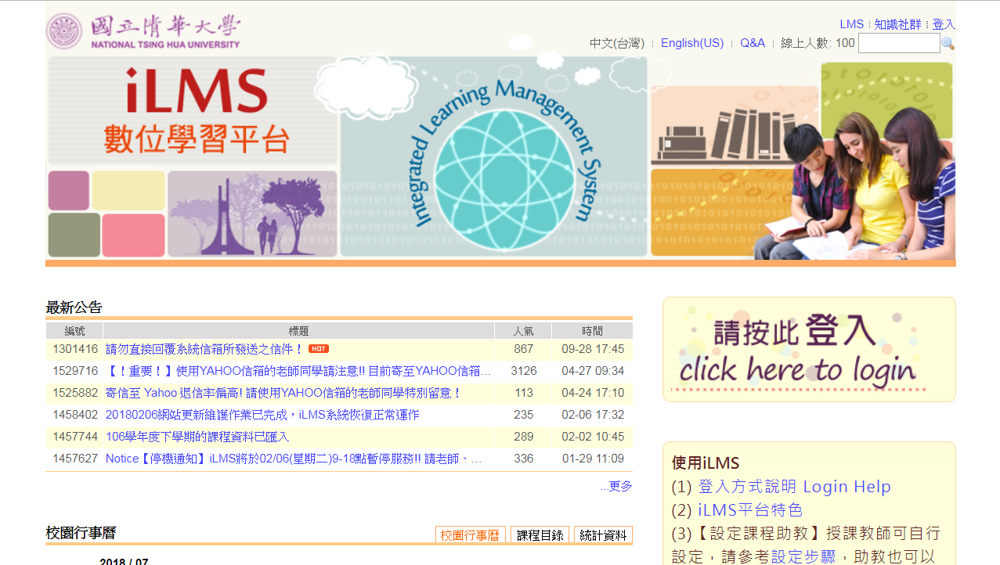 國立清華大學
NATIONAL TSING HUA UNIVERSITY
LMS 知識社群 登入
中文(台灣) English(US) Q&A 線上人數: 100
iLMS
數位學習平台
Integrated Learning Management System
最新公告
編號 標題 人氣 時間
1301416 請勿直接回覆系統信箱所發送之信件! HOT 867 09-28 17:45
1529716 【!重要!】使用YAHOO信箱的老師同學請注意!! 目前寄至YAHOO信箱... 3126 04-27 09:34
1525882 寄信至 Yahoo 退信率偏高! 請使用YAHOO信箱的老師同學特別留意! 113 04-24 17:10
1458402 20180206網站更新維護作業已完成,iLMS系統恢復正常運作 235 02-06 17:32
1457744 106學年度下學期的課程資料已匯入 289 02-02 10:45
1457627 Notice【停機通知】iLMS將於02/06(星期二)9-18點暫停服務!! 請老師、... 336 01-29 11:09
...更多
請按此 登入
click here to login
使用iLMS
(1) 登入方式說明 Login Help
(2) iLMS平台特色
(3)【設定課程助教】授課教師可自行
設定,請參考設定步驟,助教也可以
校園行事曆 校園行事曆 課程目錄 統計資料
2018 / 07